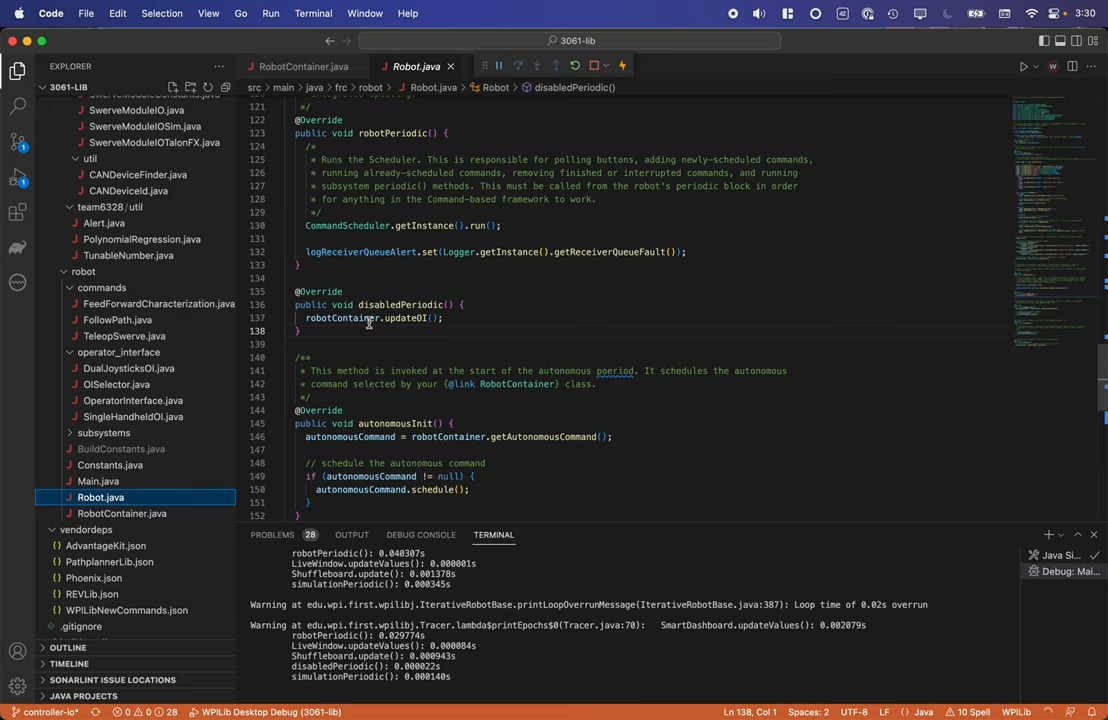 Code File Edit Selection View Go Run Terminal Window Help 42 3:30
3061-lib
EXPLORER
RobotContainer.java
Robot.java
src > main > java > frc > robot > Robot.java > Robot > disabledPeriodic()
3061-LIB
SwerveModuleIO.java
SwerveModuleIOSim.java
SwerveModuleIOTalonFX.java
util
CANDeviceFinder.java
CANDeviceId.java
team6328/util
Alert.java
PolynomialRegression.java
TunableNumber.java
robot
commands
FeedForwardCharacterization.java
FollowPath.java
TeleopSwerve.java
operator_interface
DualJoysticksOI.java
OISelector.java
OperatorInterface.java
SingleHandheldOI.java
subsystems
BuildConstants.java
Constants.java
Main.java
Robot.java
RobotContainer.java
vendordeps
AdvantageKit.json
PathplannerLib.json
Phoenix.json
REVLib.json
WPILibNewCommands.json
.gitignore
OUTLINE
TIMELINE
SONARLINT ISSUE LOCATIONS
JAVA PROJECTS
121 */
122 @Override
123 public void robotPeriodic() {
124 /*
125 * Runs the Scheduler. This is responsible for polling buttons, adding newly-scheduled commands,
126 * running already-scheduled commands, removing finished or interrupted commands, and running
127 * subsystem periodic() methods. This must be called from the robot's periodic block in order
128 * for anything in the Command-based framework to work.
129 */
130 CommandScheduler.getInstance().run();
131
132 logReceiverQueueAlert.set(Logger.getInstance().getReceiverQueueFault());
133 }
134
135 @Override
136 public void disabledPeriodic() {
137 robotContainer.updateOI();
138 }
139
140 /**
141 * This method is invoked at the start of the autonomous poeriod. It schedules the autonomous
142 * command selected by your {@link RobotContainer} class.
143 */
144 @Override
145 public void autonomousInit() {
146 autonomousCommand = robotContainer.getAutonomousCommand();
147
148 // schedule the autonomous command
149 if (autonomousCommand != null) {
150 autonomousCommand.schedule();
151 }
152 }
PROBLEMS 28 OUTPUT DEBUG CONSOLE TERMINAL
robotPeriodic(): 0.040307s
LiveWindow.updateValues(): 0.000001s
Shuffleboard.update(): 0.001378s
simulationPeriodic(): 0.000345s
Warning at edu.wpi.first.wpilibj.IterativeRobotBase.printLoopOverrunMessage(IterativeRobotBase.java:387): Loop time of 0.02s overrun
Warning at edu.wpi.first.wpilibj.Tracer.lambda$printEpochs$0(Tracer.java:70): SmartDashboard.updateValues(): 0.002079s
robotPeriodic(): 0.029774s
LiveWindow.updateValues(): 0.000084s
Shuffleboard.update(): 0.000943s
disabledPeriodic(): 0.000022s
simulationPeriodic(): 0.000140s
Java Si...
Debug: Mai...
controller-io* 0 0 28 WPILib Desktop Debug (3061-lib) Ln 138, Col 1 Spaces: 2 UTF-8 LF {} Java 10 Spell WPILib